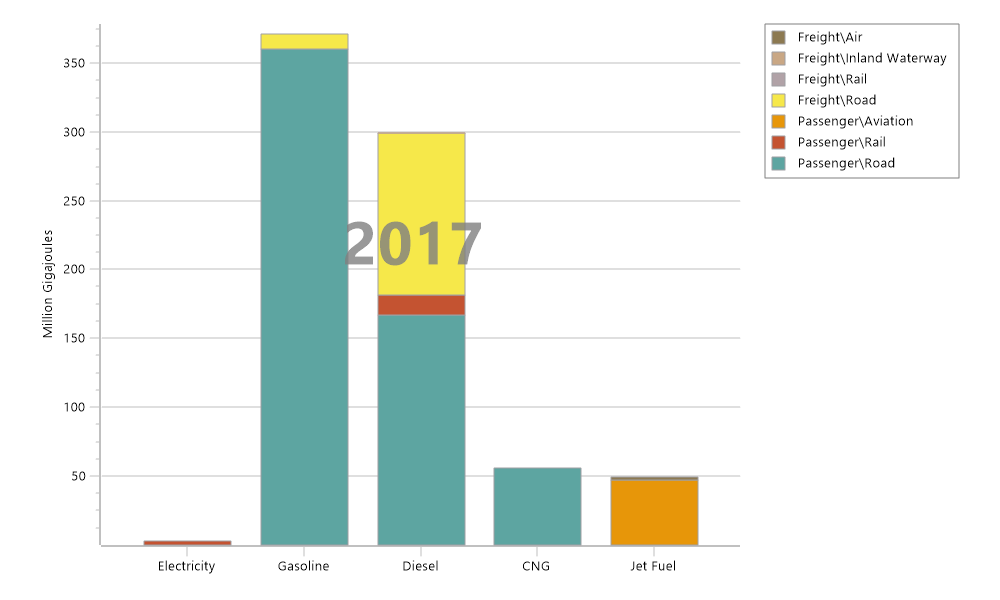 350
300
250
200
150
100
50
Million Gigajoules
2017
Electricity
Gasoline
Diesel
CNG
Jet Fuel
Freight\Air
Freight\Inland Waterway
Freight\Rail
Freight\Road
Passenger\Aviation
Passenger\Rail
Passenger\Road